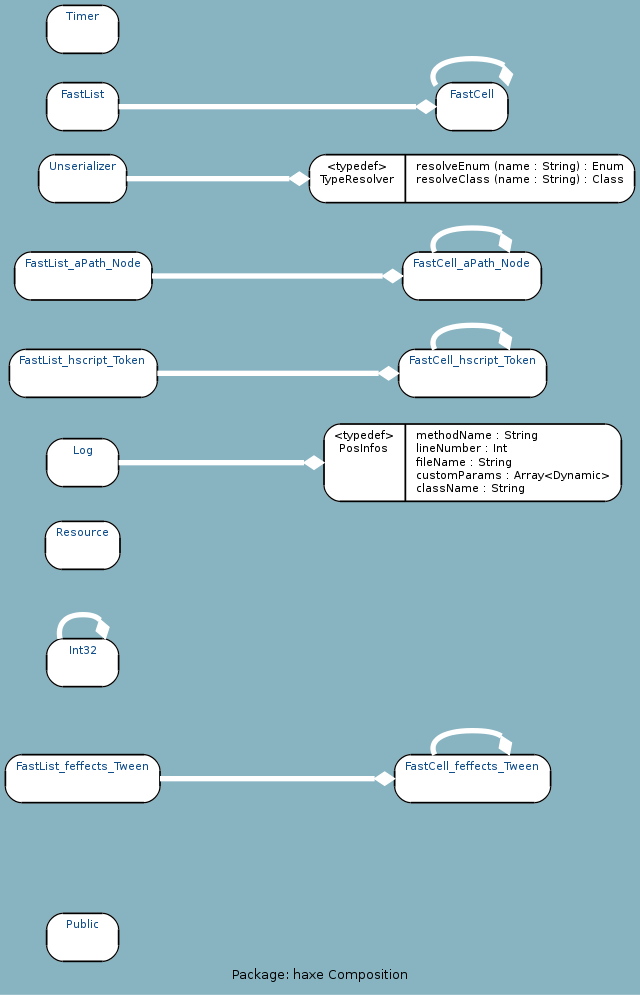 Timer
FastList
FastCell
Unserializer
<typedef>
TypeResolver
resolveEnum (name : String) : Enum
resolveClass (name : String) : Class
FastList_aPath_Node
FastCell_aPath_Node
FastList_hscript_Token
FastCell_hscript_Token
Log
<typedef>
PosInfos
methodName : String
lineNumber : Int
fileName : String
customParams : Array<Dynamic>
className : String
Resource
Int32
FastList_feffects_Tween
FastCell_feffects_Tween
Public
Package: haxe Composition